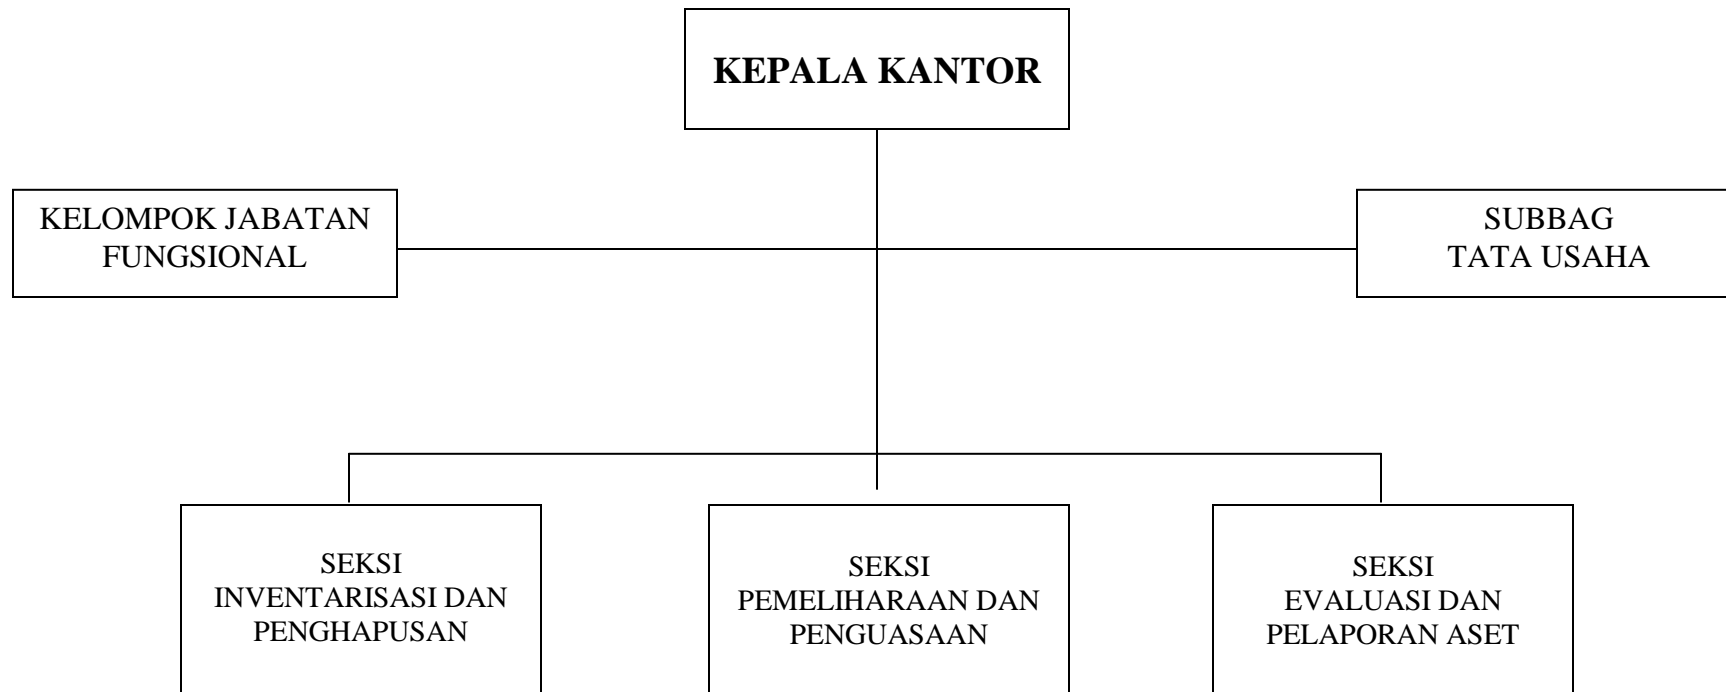 KEPALA KANTOR
KELOMPOK JABATAN
FUNGSIONAL
SUBBAG
TATA USAHA
SEKSI
INVENTARISASI DAN
PENGHAPUSAN
SEKSI
PEMELIHARAAN DAN
PENGUASAAN
SEKSI
EVALUASI DAN
PELAPORAN ASET